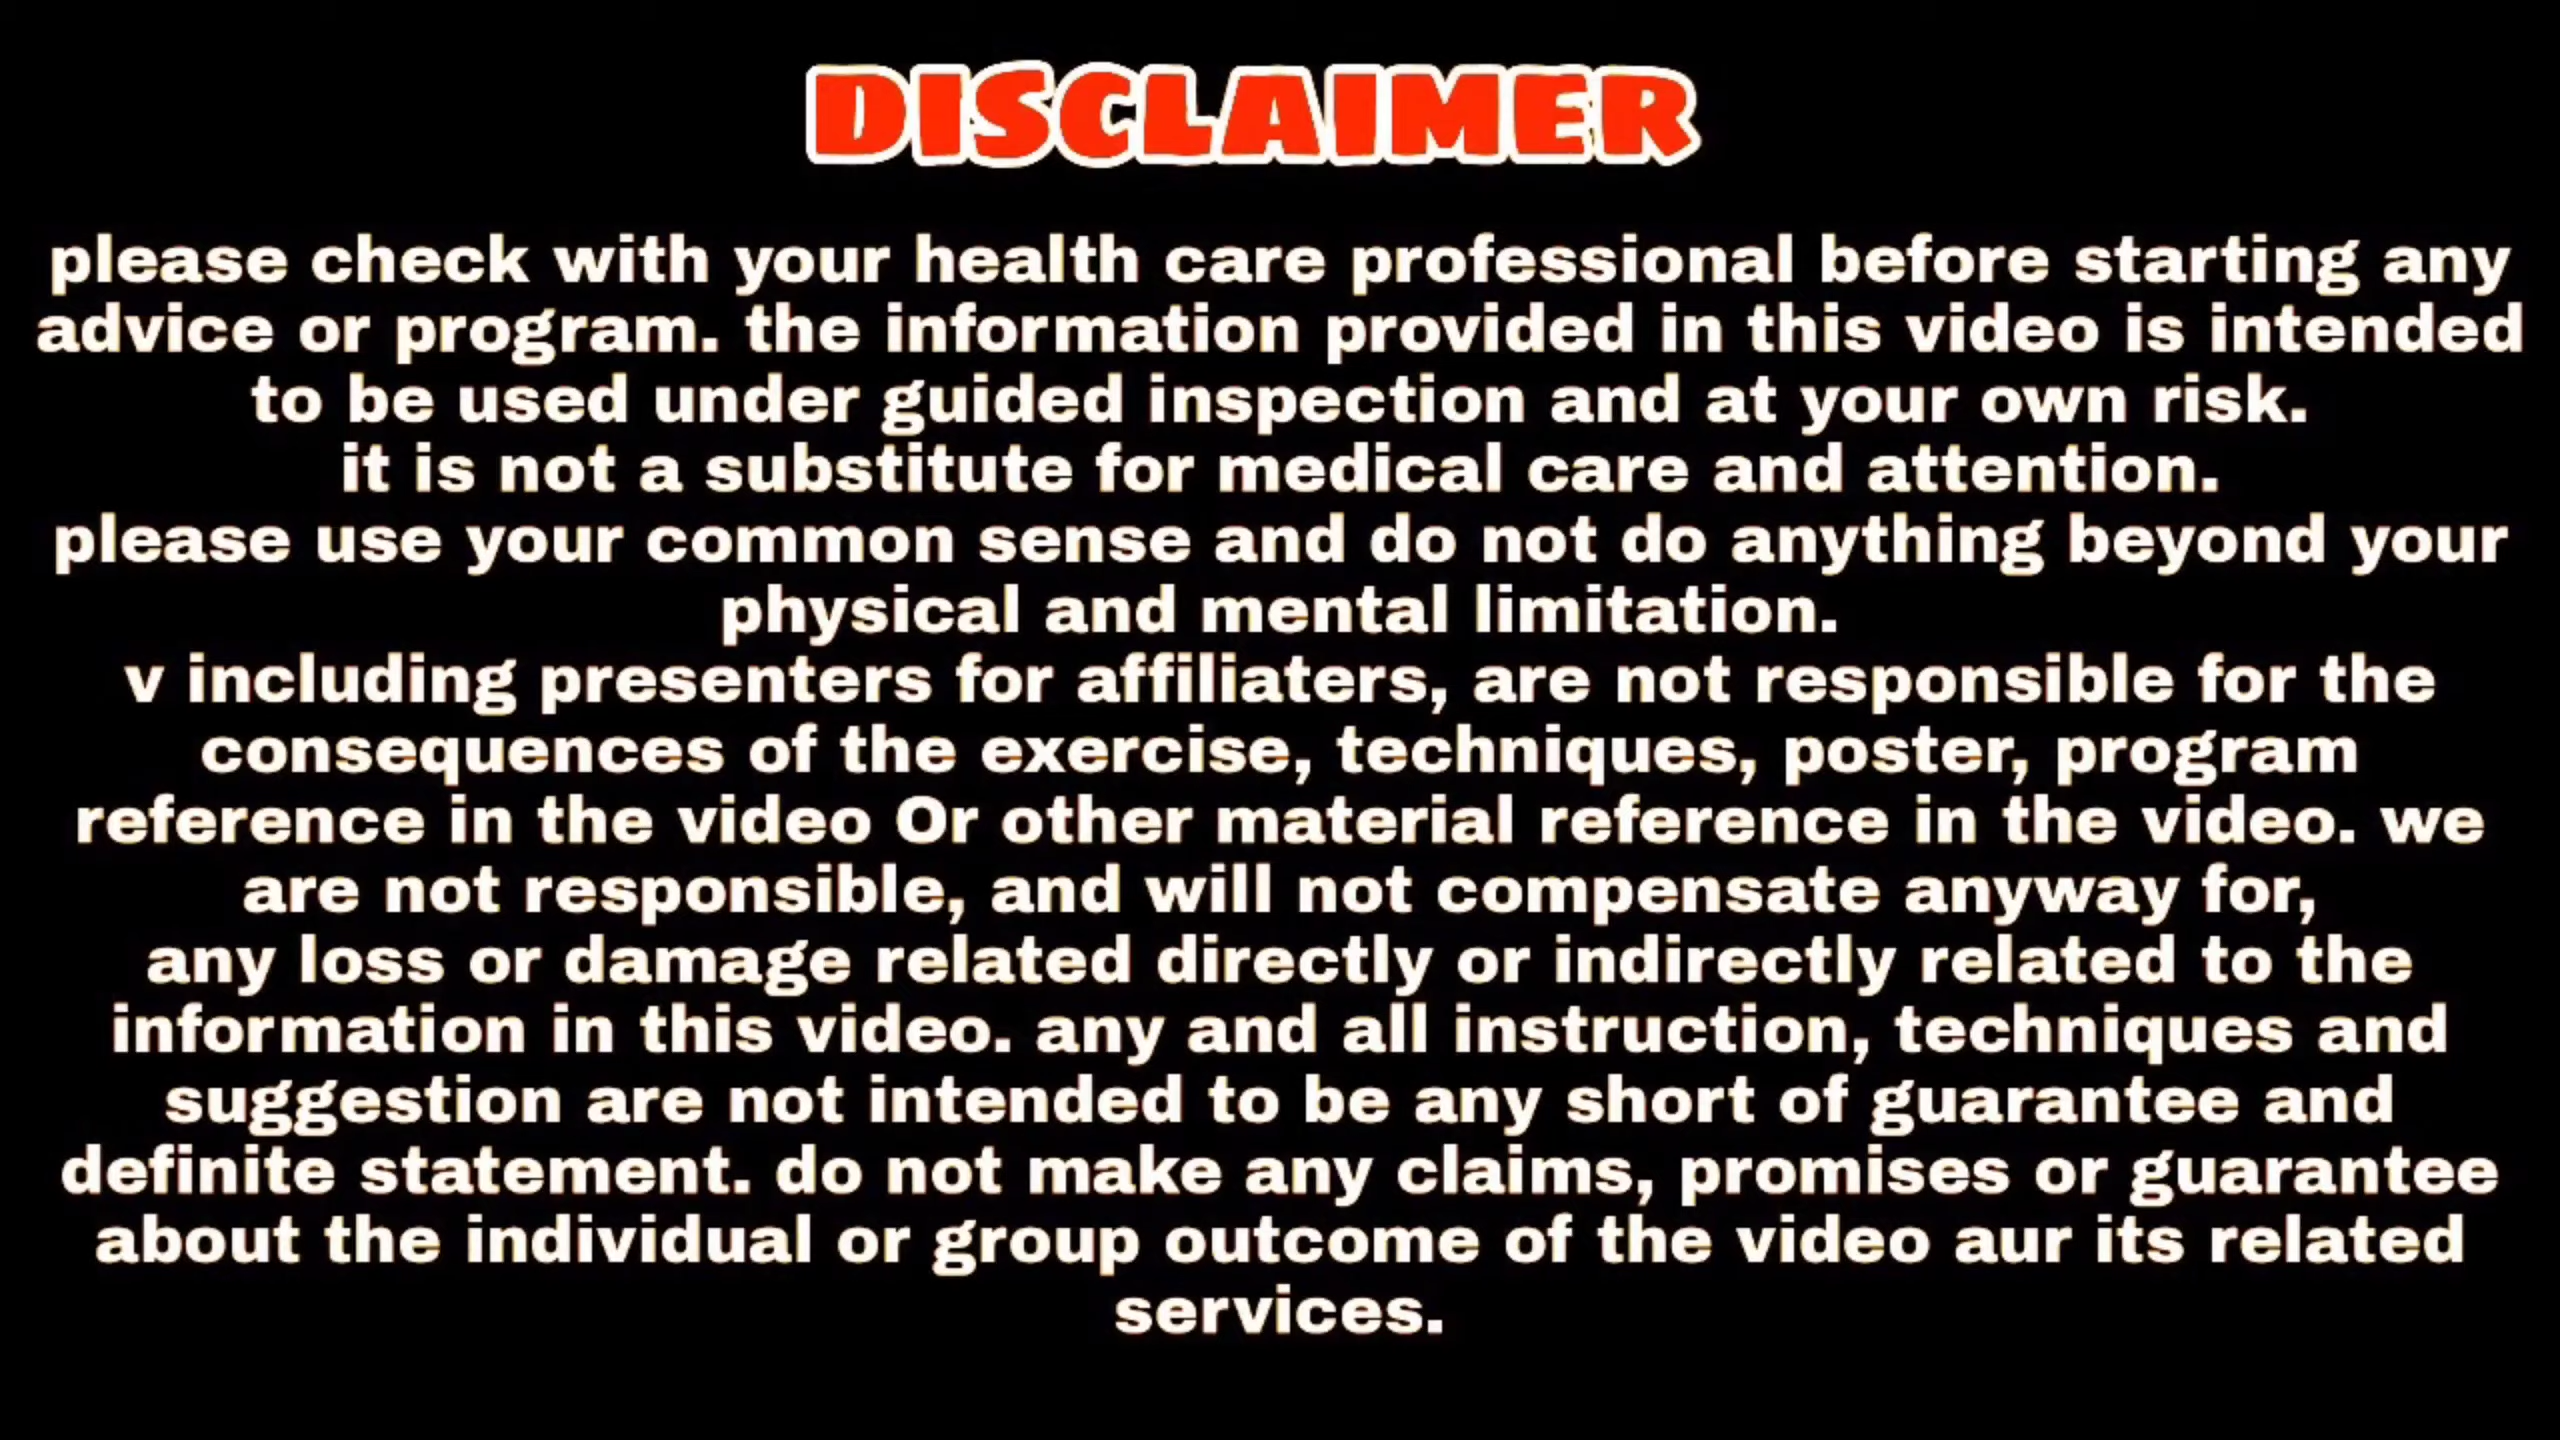 DISCLAIMER
please check with your health care professional before starting any
advice or program. the information provided in this video is intended
to be used under guided inspection and at your own risk.
it is not a substitute for medical care and attention.
please use your common sense and do not do anything beyond your
physical and mental limitation.
v including presenters for affiliaters, are not responsible for the
consequences of the exercise, techniques, poster, program
reference in the video Or other material reference in the video. we
are not responsible, and will not compensate anyway for,
any loss or damage related directly or indirectly related to the
information in this video. any and all instruction, techniques and
suggestion are not intended to be any short of guarantee and
definite statement. do not make any claims, promises or guarantee
about the individual or group outcome of the video aur its related
services.